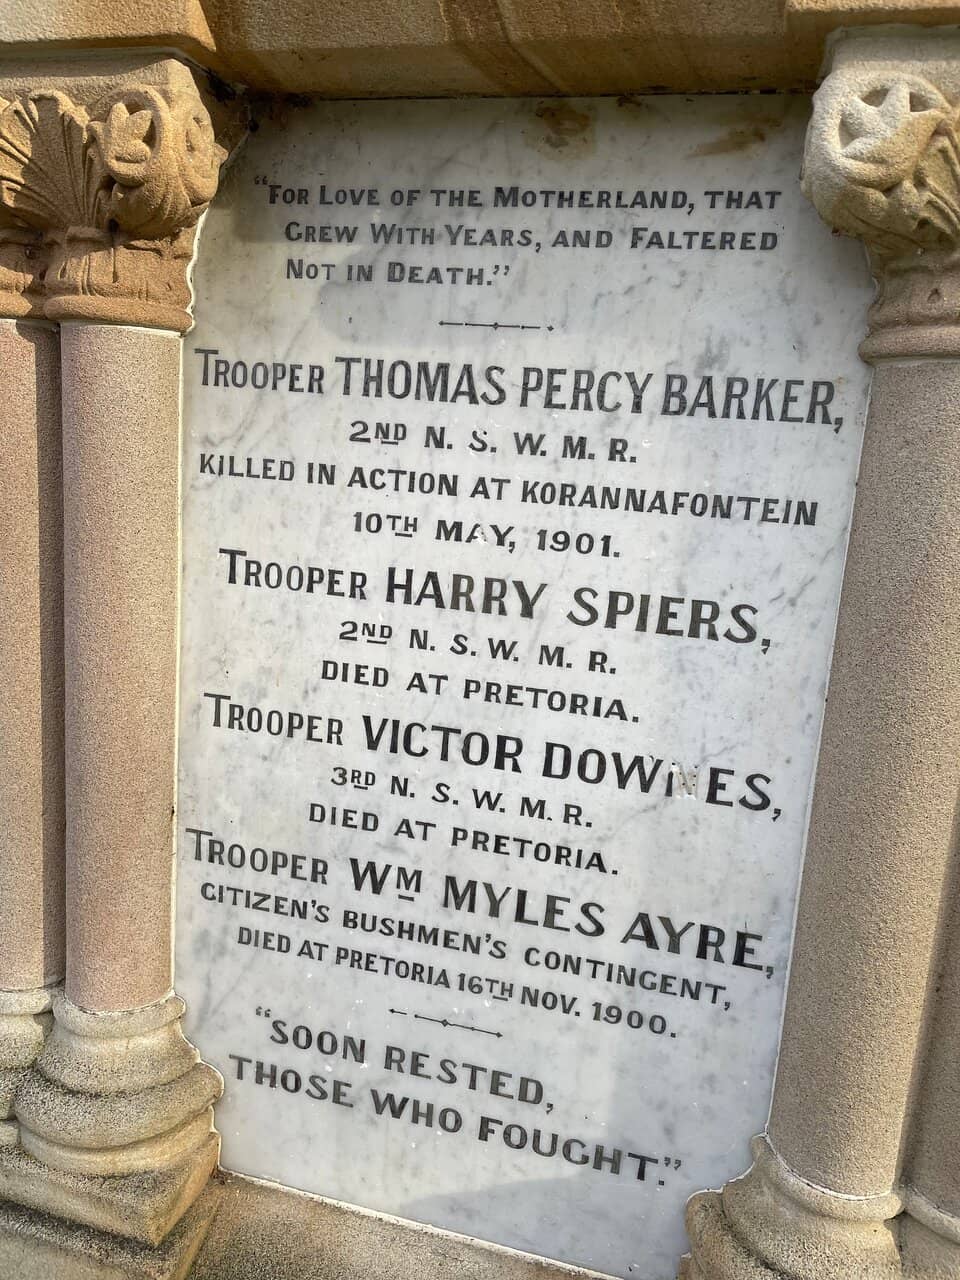 “FOR LOVE OF THE MOTHERLAND, THAT
GREW WITH YEARS, AND FALTERED
NOT IN DEATH.”
TROOPER THOMAS PERCY BARKER,
2ND N. S. W. M. R.
KILLED IN ACTION AT KORANNAFONTEIN
10TH MAY, 1901.
TROOPER HARRY SPIERS,
2ND N. S. W. M. R.
DIED AT PRETORIA.
TROOPER VICTOR DOWNES,
3RD N. S. W. M. R.
DIED AT PRETORIA.
TROOPER WM MYLES AYRE,
CITIZEN'S BUSHMEN'S CONTINGENT,
DIED AT PRETORIA 16TH NOV. 1900.
“SOON RESTED,
THOSE WHO FOUGHT.”